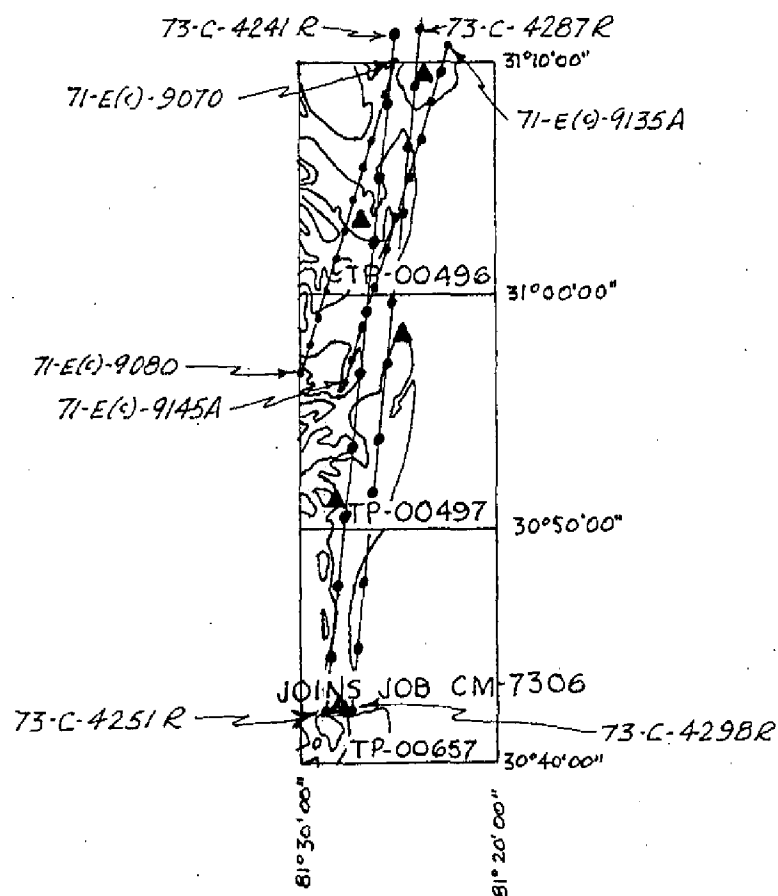 73-C-4241 R
73-C-4287 R
31°10'00"
71-E(c)-9070
71-E(c)-9135A
TP-00496
31°00'00"
71-E(c)-9080
71-E(c)-9145A
TP-00497
30°50'00"
JOINS JOB CM-7306
73-C-4251 R
73-C-4298R
TP-00657
30°40'00"
81°30'00"
81°20'00"